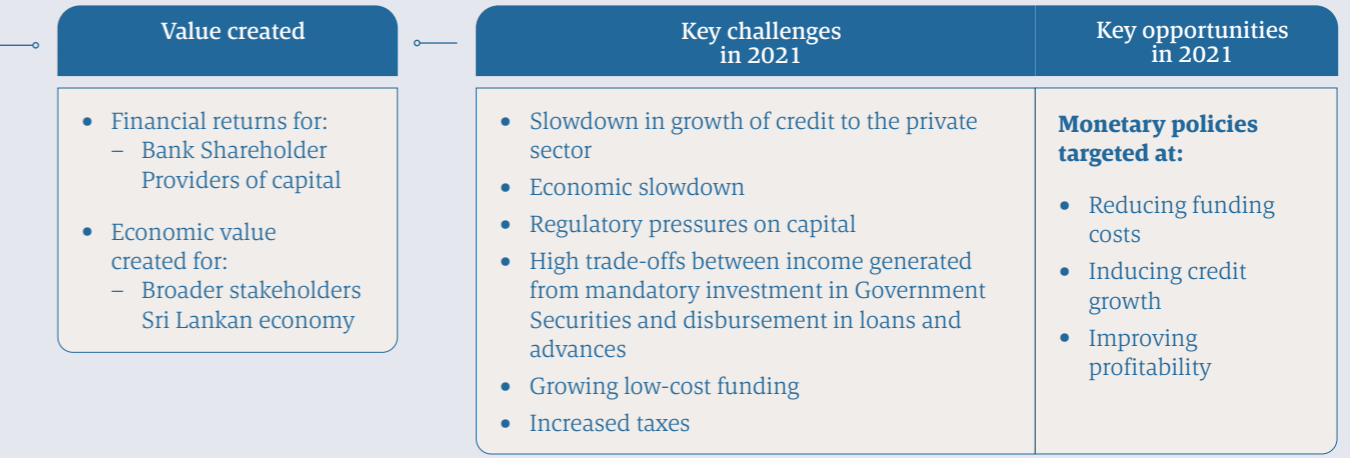 Value created
• Financial returns for:
– Bank Shareholder
Providers of capital
• Economic value
created for:
– Broader stakeholders
Sri Lankan economy
Key challenges
in 2021
• Slowdown in growth of credit to the private
sector
• Economic slowdown
• Regulatory pressures on capital
• High trade-offs between income generated
from mandatory investment in Government
Securities and disbursement in loans and
advances
• Growing low-cost funding
• Increased taxes
Key opportunities
in 2021
Monetary policies
targeted at:
• Reducing funding
costs
• Inducing credit
growth
• Improving
profitability